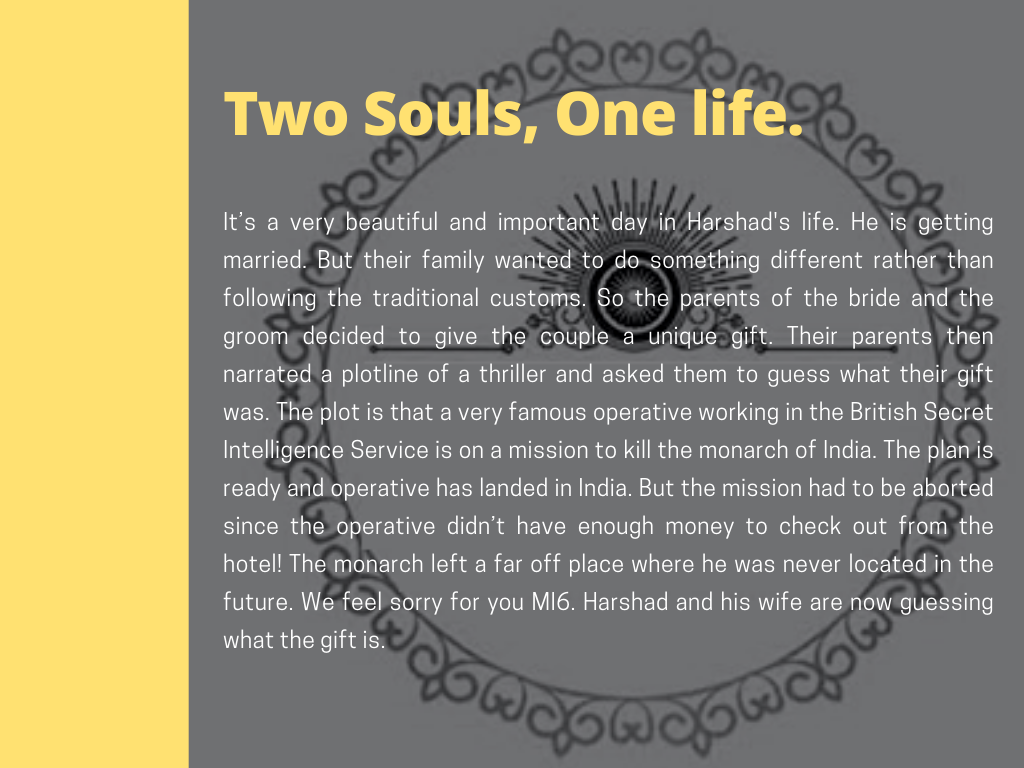 Two Souls, One life.
It’s a very beautiful and important day in Harshad's life. He is getting
married. But their family wanted to do something different rather than
following the traditional customs. So the parents of the bride and the
groom decided to give the couple a unique gift. Their parents then
narrated a plotline of a thriller and asked them to guess what their gift
was. The plot is that a very famous operative working in the British Secret
Intelligence Service is on a mission to kill the monarch of India. The plan is
ready and operative has landed in India. But the mission had to be aborted
since the operative didn’t have enough money to check out from the
hotel! The monarch left a far off place where he was never located in the
future. We feel sorry for you MI6. Harshad and his wife are now guessing
what the gift is.